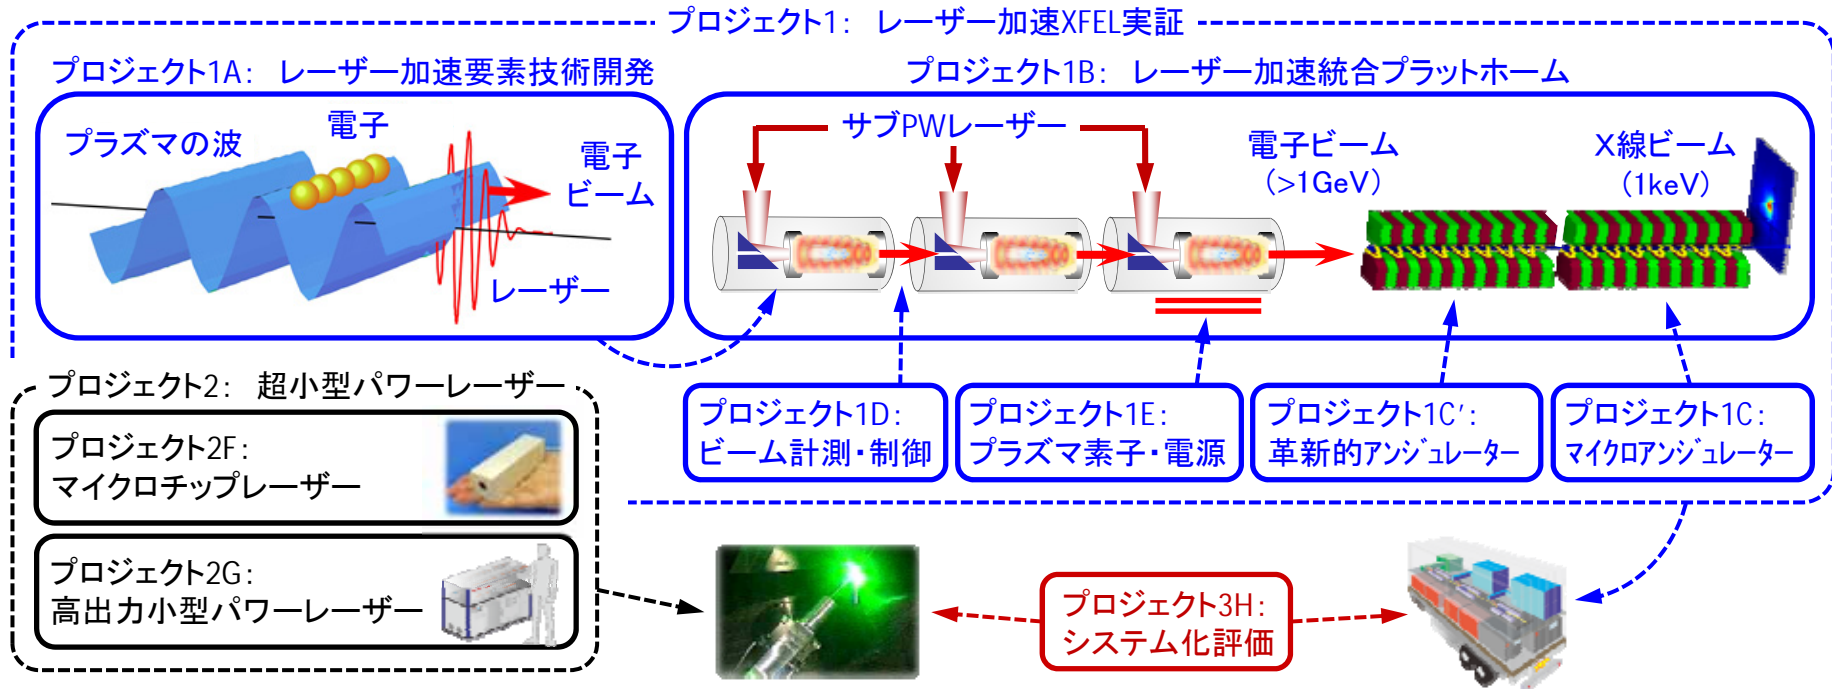 プロジェクト1： レーザー加速XFEL実証
プロジェクト1A： レーザー加速要素技術開発
プラズマの波
電子
電子
ビーム
レーザー
プロジェクト1B： レーザー加速統合プラットホーム
サブPWレーザー
電子ビーム
(>1GeV)
X線ビーム
(1keV)
プロジェクト1D：
ビーム計測・制御
プロジェクト1E：
プラズマ素子・電源
プロジェクト1C′：
革新的アンジュレーター
プロジェクト1C：
マイクロアンジュレーター
プロジェクト2： 超小型パワーレーザー
プロジェクト2F：
マイクロチップレーザー
プロジェクト2G：
高出力小型パワーレーザー
プロジェクト3H：
システム化評価